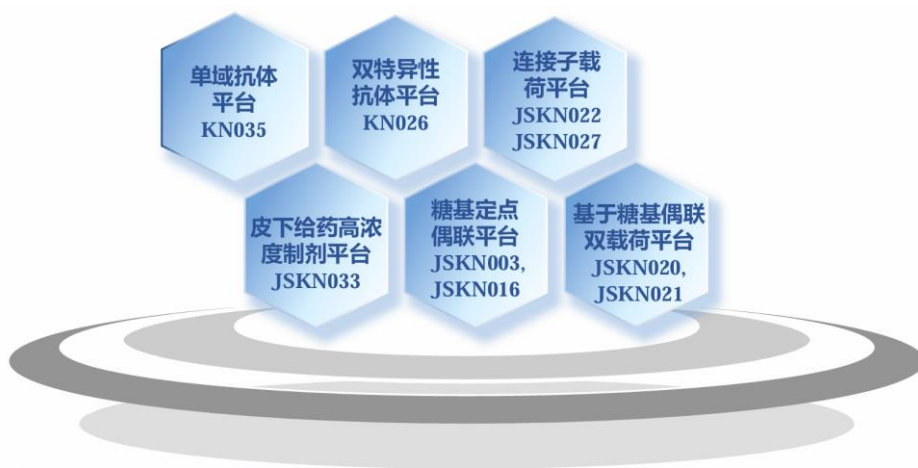 单域抗体
平台
KN035
双特异性
抗体平台
KN026
连接子载
荷平台
JSKN022
JSKN027
皮下给药高浓
度制剂平台
JSKN033
糖基定点
偶联平台
JSKN003,
JSKN016
基于糖基偶联
双载荷平台
JSKN020,
JSKN021